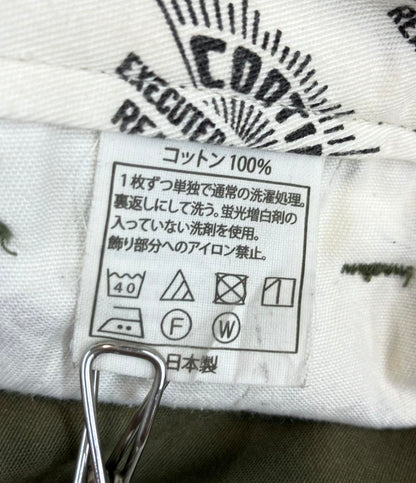 COOTI
EXECUTED
コットン 100%
1枚ずつ単独で通常の洗濯処理。
裏返しにして洗う。蛍光増白剤の
入っていない洗剤を使用。
飾り部分へのアイロン禁止。
40
F
W
日本製